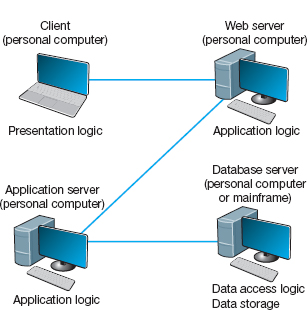 Client
(personal computer)
Presentation logic
Web server
(personal computer)
Application logic
Application server
(personal computer)
Application logic
Database server
(personal computer
or mainframe)
Data access logic
Data storage